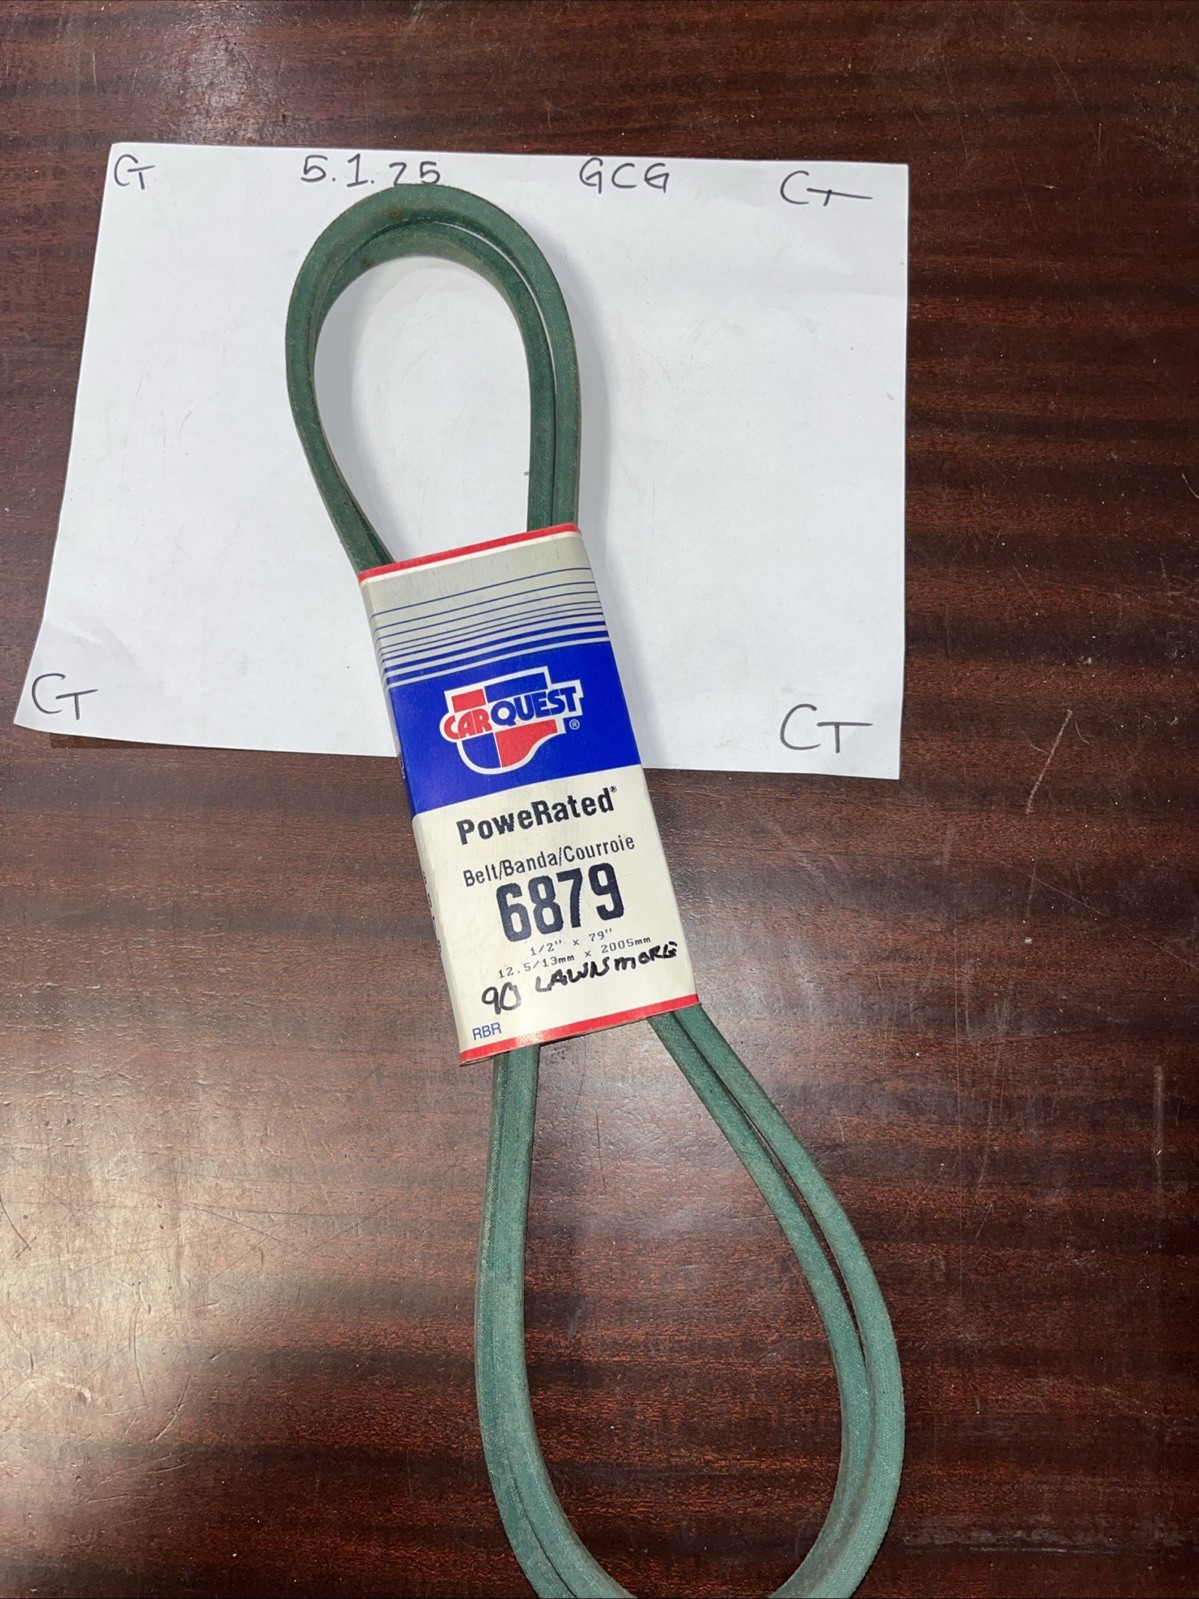 CT 5.1.25 GCG CT
CT
CT
CARQUEST®
PoweRated®
Belt/Banda/Courroie
6879
1/2" x 79"
12.5/13mm x 2005mm
90 LAWNSMORE
RBR